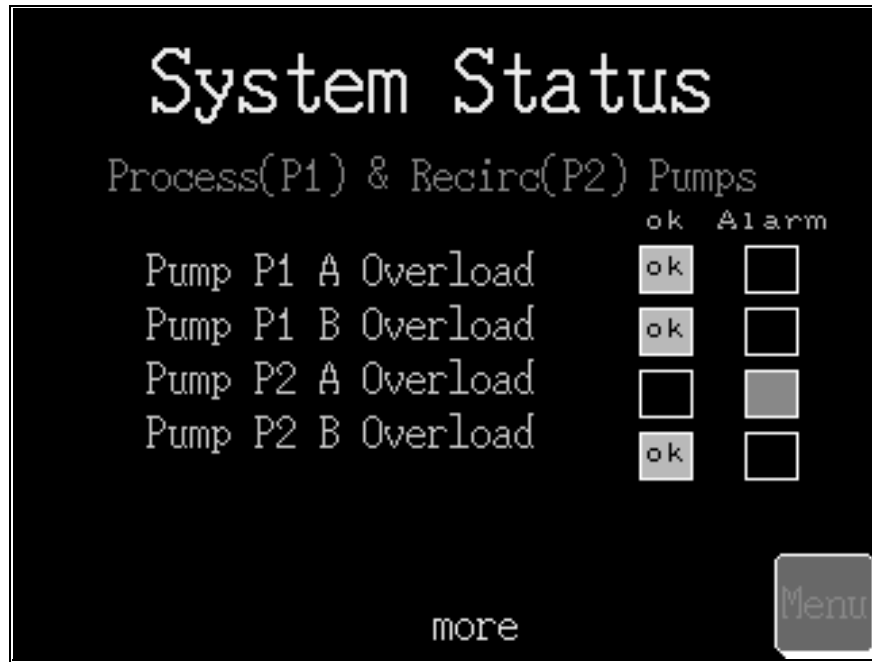 System Status
Process(P1) & Recirc(P2) Pumps
ok Alarm
Pump P1 A Overload ok
Pump P1 B Overload ok
Pump P2 A Overload
Pump P2 B Overload ok
more
Menu